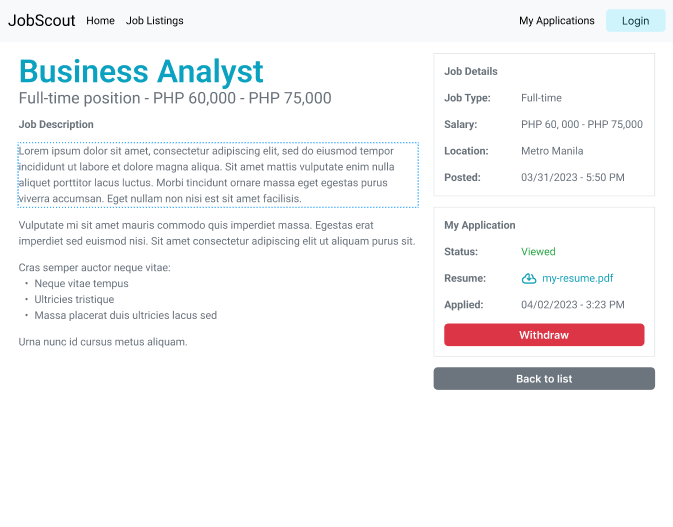 JobScout Home Job Listings My Applications Login
Business Analyst
Full-time position - PHP 60,000 - PHP 75,000
Job Description
Lorem ipsum dolor sit amet, consectetur adipiscing elit, sed do eiusmod tempor
incididunt ut labore et dolore magna aliqua. Sit amet mattis vulputate enim nulla
aliquet porttitor lacus luctus. Morbi tincidunt ornare massa eget egestas purus
viverra accumsan. Eget nullam non nisi est sit amet facilisis.
Vulputate mi sit amet mauris commodo quis imperdiet massa. Egestas erat
imperdiet sed euismod nisi. Sit amet consectetur adipiscing elit ut aliquam purus sit.
Cras semper auctor neque vitae:
• Neque vitae tempus
• Ultricies tristique
• Massa placerat duis ultricies lacus sed
Urna nunc id cursus metus aliquam.
Job Details
Job Type: Full-time
Salary: PHP 60, 000 - PHP 75,000
Location: Metro Manila
Posted: 03/31/2023 - 5:50 PM
My Application
Status: Viewed
Resume: my-resume.pdf
Applied: 04/02/2023 - 3:23 PM
Withdraw
Back to list